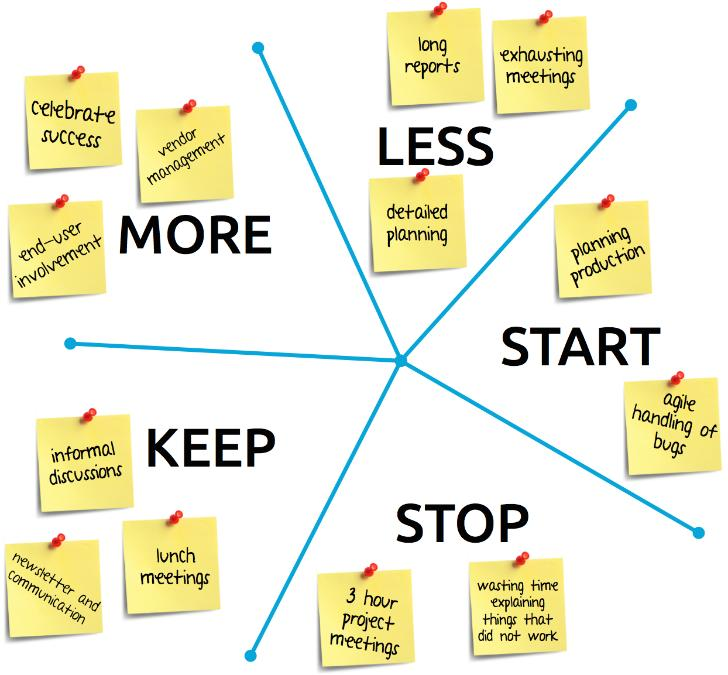 long
reports
exhausting
meetings
LESS
detailed
planning
celebrate
success
vendor
management
end-user
involvement
MORE
planning
production
START
agile
handling of
bugs
informal
discussions
KEEP
newsletter and
communication
lunch
meetings
STOP
3 hour
project
meetings
wasting time
explaining
things that
did not work